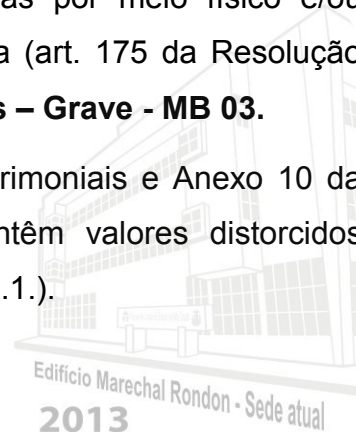 das por meio físico e/ou
a (art. 175 da Resolução
s – Grave - MB 03.
rimoniais e Anexo 10 da
ntêm valores distorcidos
.1.).
Edifício Marechal Rondon - Sede atual
2013